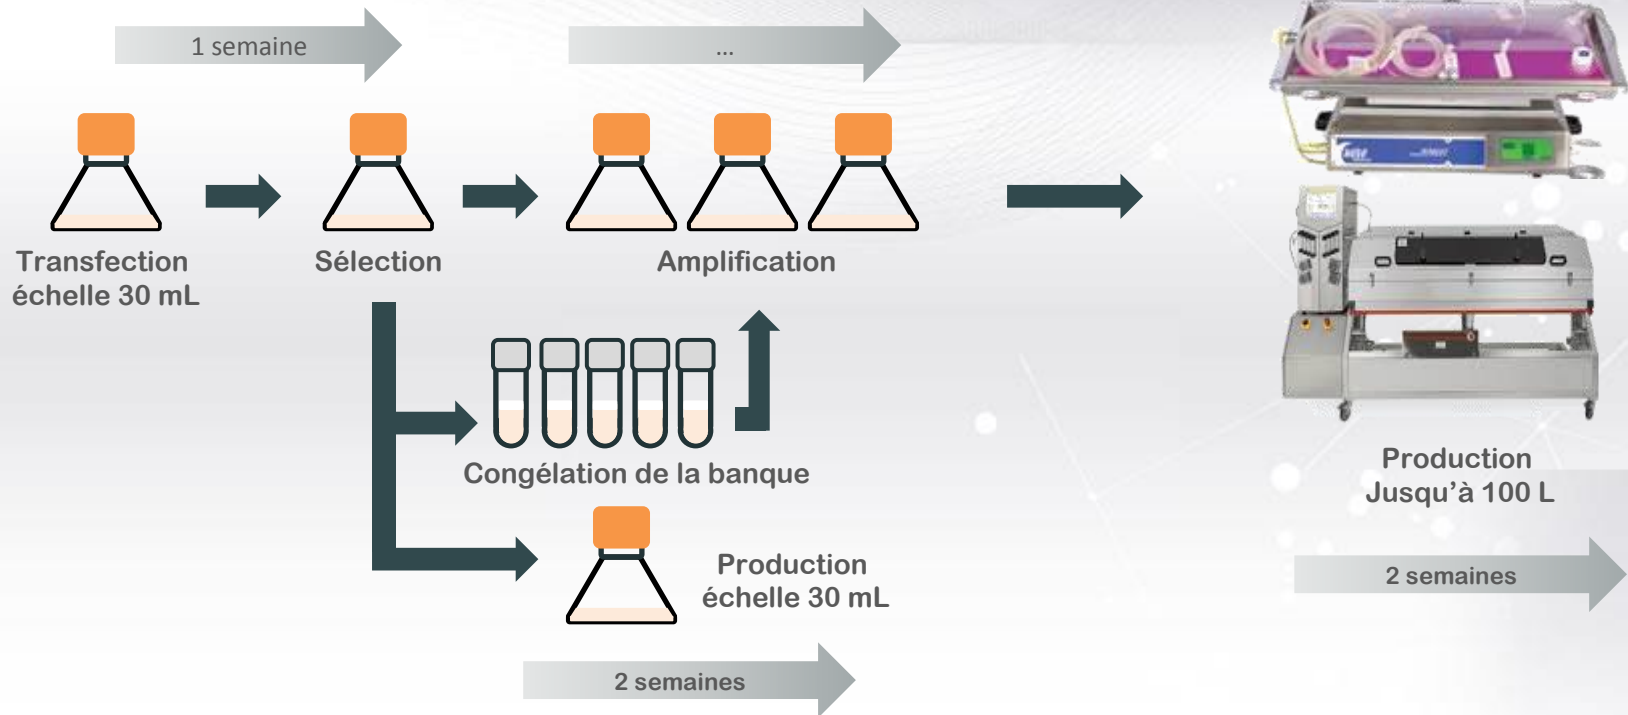 1 semaine
...
Transfection
échelle 30 mL
Sélection
Amplification
Congélation de la banque
Production
échelle 30 mL
2 semaines
Production
Jusqu’à 100 L
2 semaines